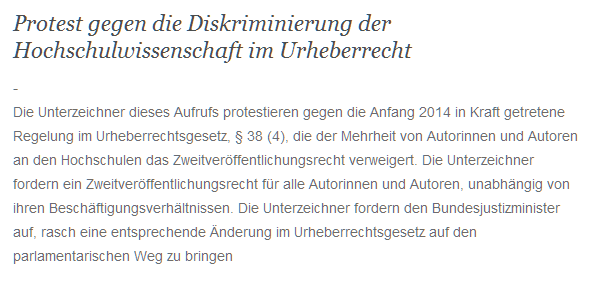 Protest gegen die Diskriminierung der
Hochschulwissenschaft im Urheberrecht
-
Die Unterzeichner dieses Aufrufs protestieren gegen die Anfang 2014 in Kraft getretene
Regelung im Urheberrechtsgesetz, § 38 (4), die der Mehrheit von Autorinnen und Autoren
an den Hochschulen das Zweitveröffentlichungsrecht verweigert. Die Unterzeichner
fordern ein Zweitveröffentlichungsrecht für alle Autorinnen und Autoren, unabhängig von
ihren Beschäftigungsverhältnissen. Die Unterzeichner fordern den Bundesjustizminister
auf, rasch eine entsprechende Änderung im Urheberrechtsgesetz auf den
parlamentarischen Weg zu bringen